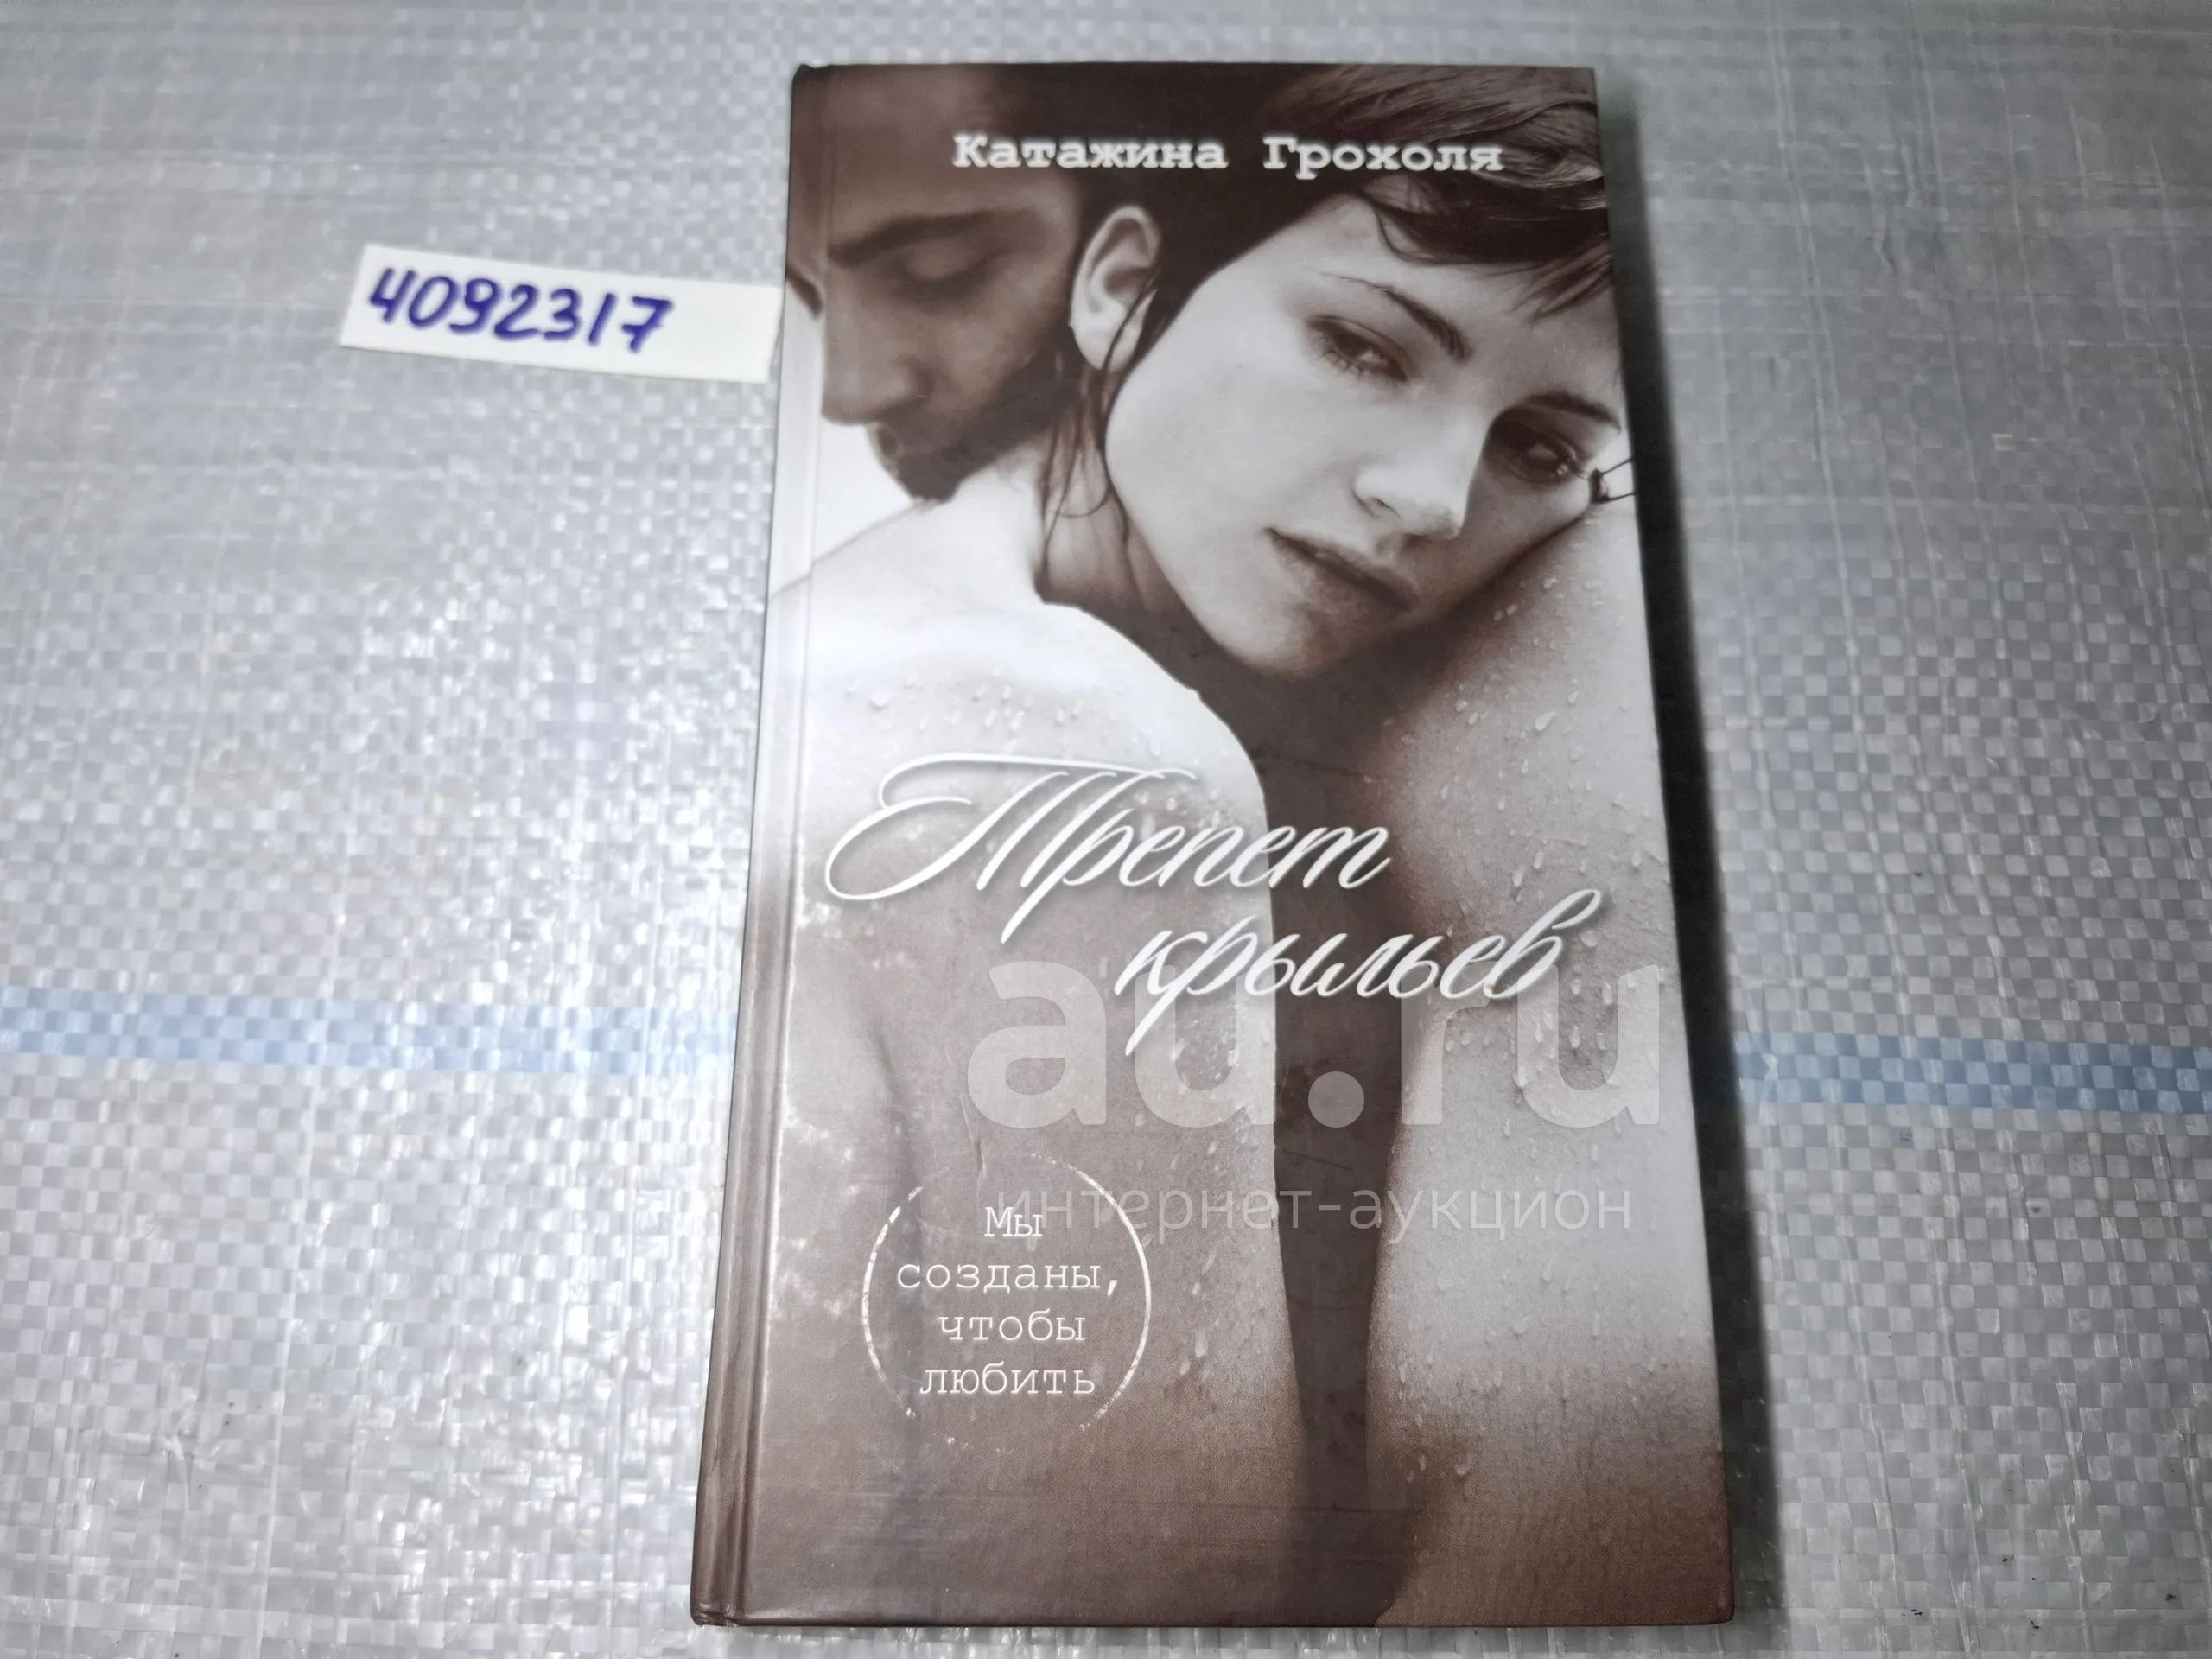 Катажина Грохоля
4092317
Трепет
крыльев
au.ru
интернет-аукцион
Мы
созданы,
чтобы
любить